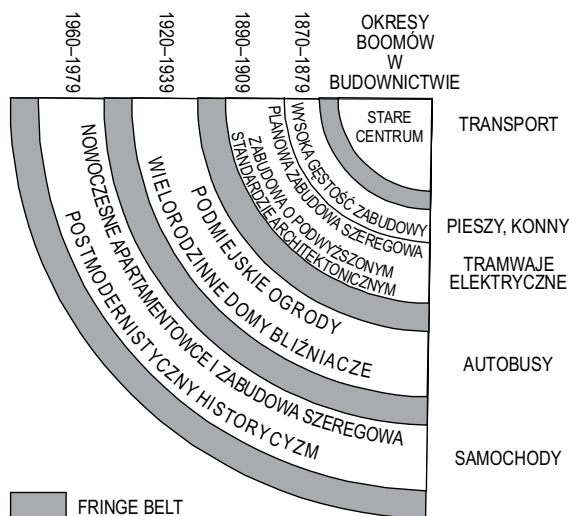 1960–1979
1920–1939
1890–1909
1870–1879
OKRESY
BOOMÓW
W
BUDOWNICTWIE
STARE
CENTRUM
WYSOKA GĘSTOŚĆ ZABUDOWY
PLANOWA ZABUDOWA SZEREGOWA
ZABUDOWA O PODWYŻSZONYM
STANDARDZIE ARCHITEKTONICZNYM
PODMIEJSKIE OGRODY
WIELORODZINNE DOMY BLIŹNIACZE
NOWOCZESNE APARTAMENTOWCE I ZABUDOWA SZEREGOWA
POSTMODERNISTYCZNY HISTORYCYZM
TRANSPORT
PIESZY, KONNY
TRAMWAJE
ELEKTRYCZNE
AUTOBUSY
SAMOCHODY
FRINGE BELT